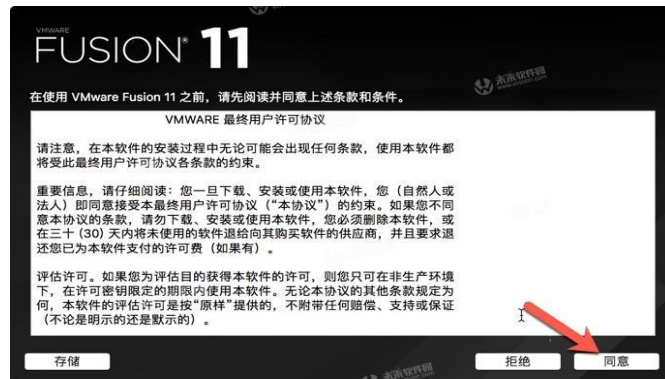 VMWARE
FUSION® 11
在使用 VMware Fusion 11 之前，请先阅读并同意上述条款和条件。
VMWARE 最终用户许可协议
请注意，在本软件的安装过程中无论可能会出现任何条款，使用本软件都
将受此最终用户许可协议各条款的约束。
重要信息，请仔细阅读：您一旦下载、安装或使用本软件，您（自然人或
法人）即同意接受本最终用户许可协议（“本协议”）的约束。如果您不同
意本协议的条款，请勿下载、安装或使用本软件，您必须删除本软件，或
在三十 (30) 天内将未使用的软件退给向其购买软件的供应商，并且要求退
还您已为本软件支付的许可费（如果有）。
评估许可。如果您为评估目的获得本软件的许可，则您只可在非生产环境
下，在许可密钥限定的期限内使用本软件。无论本协议的其他条款规定为
何，本软件的评估许可是按“原样”提供的，不附带任何赔偿、支持或保证
（不论是明示的还是默示的）。
存储
拒绝
同意